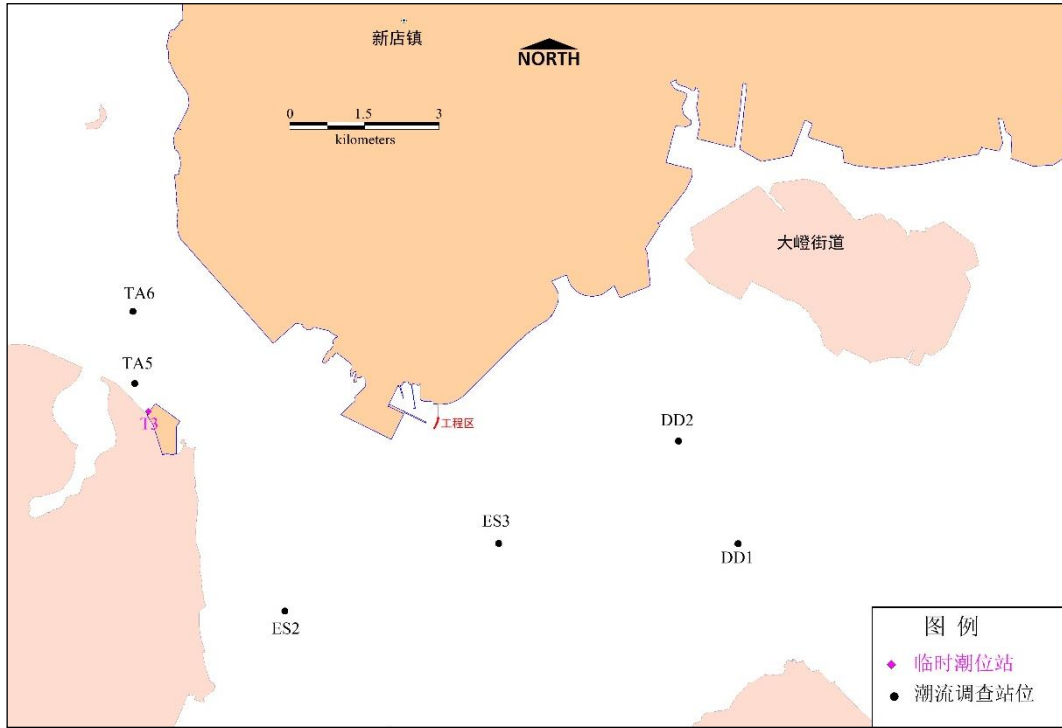 新店镇
NORTH
0 1.5 3
kilometers
大嶝街道
TA6
TA5
T3
工程区
DD2
ES3
DD1
ES2
图 例
临时潮位站
潮流调查站位